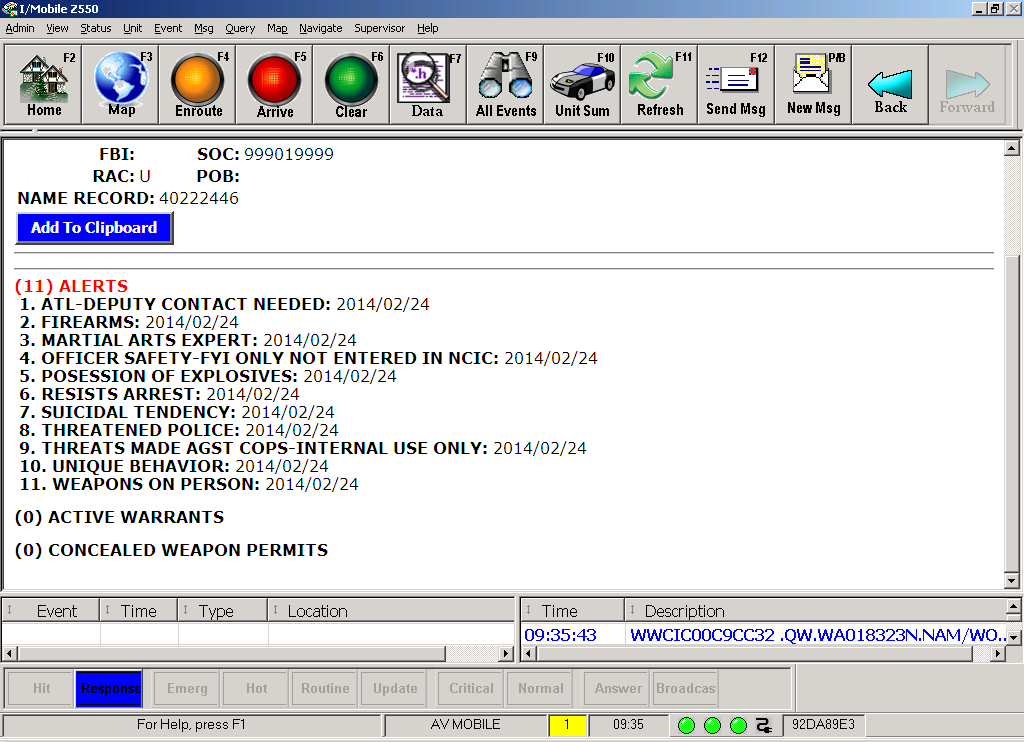 I/Mobile Z550
Admin View Status Unit Event Msg Query Map Navigate Supervisor Help
F2 F3 F4 F5 F6 F7 F9 F10 F11 F12 P/B
Home Map Enroute Arrive Clear Data All Events Unit Sum Refresh Send Msg New Msg Back Forward
FBI: SOC: 999019999
RAC: U POB:
NAME RECORD: 40222446
Add To Clipboard
(11) ALERTS
1. ATL-DEPUTY CONTACT NEEDED: 2014/02/24
2. FIREARMS: 2014/02/24
3. MARTIAL ARTS EXPERT: 2014/02/24
4. OFFICER SAFETY-FYI ONLY NOT ENTERED IN NCIC: 2014/02/24
5. POSESSION OF EXPLOSIVES: 2014/02/24
6. RESISTS ARREST: 2014/02/24
7. SUICIDAL TENDENCY: 2014/02/24
8. THREATENED POLICE: 2014/02/24
9. THREATS MADE AGST COPS-INTERNAL USE ONLY: 2014/02/24
10. UNIQUE BEHAVIOR: 2014/02/24
11. WEAPONS ON PERSON: 2014/02/24
(0) ACTIVE WARRANTS
(0) CONCEALED WEAPON PERMITS
Event Time Type Location Time Description
09:35:43 WWCIC00C9CC32 .QW.WA018323N.NAM/WO..
Hit Respons Emerg Hot Routine Update Critical Normal Answer Broadcas
For Help, press F1 AV MOBILE 1 09:35 92DA89E3